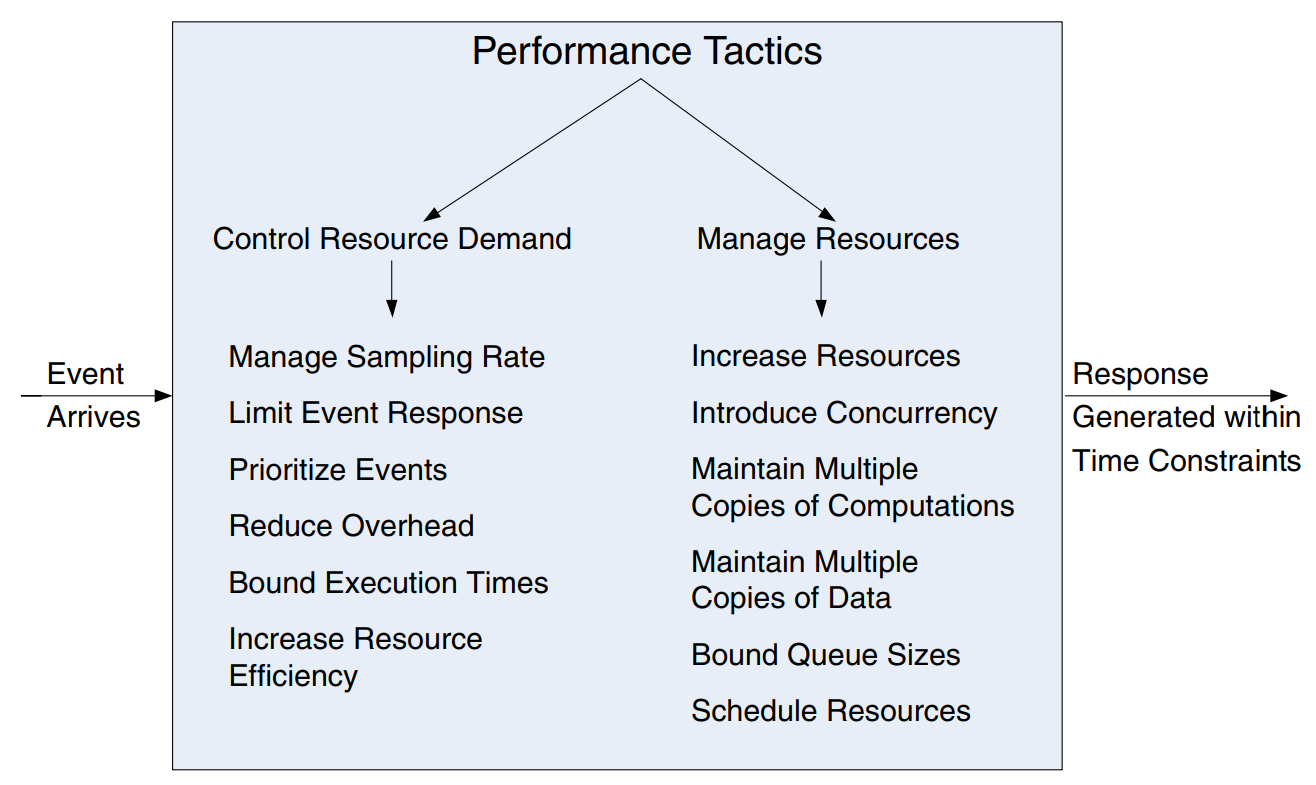 Performance Tactics
Control Resource Demand
Manage Sampling Rate
Limit Event Response
Prioritize Events
Reduce Overhead
Bound Execution Times
Increase Resource
Efficiency
Manage Resources
Increase Resources
Introduce Concurrency
Maintain Multiple
Copies of Computations
Maintain Multiple
Copies of Data
Bound Queue Sizes
Schedule Resources
Event
Arrives
Response
Generated within
Time Constraints